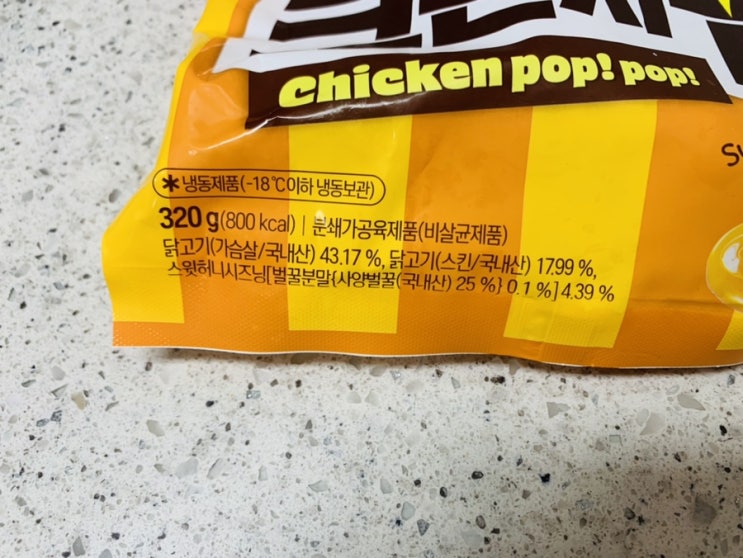 chicken pop! pop!
* 냉동제품(-18℃이하 냉동보관)
320 g(800 kcal) | 분쇄가공육제품(비살균제품)
닭고기(가슴살/국내산) 43.17 %, 닭고기(스킨/국내산) 17.99 %,
스윗허니시즈닝[벌꿀분말{사양벌꿀(국내산) 25 %} 0.1 %] 4.39 %